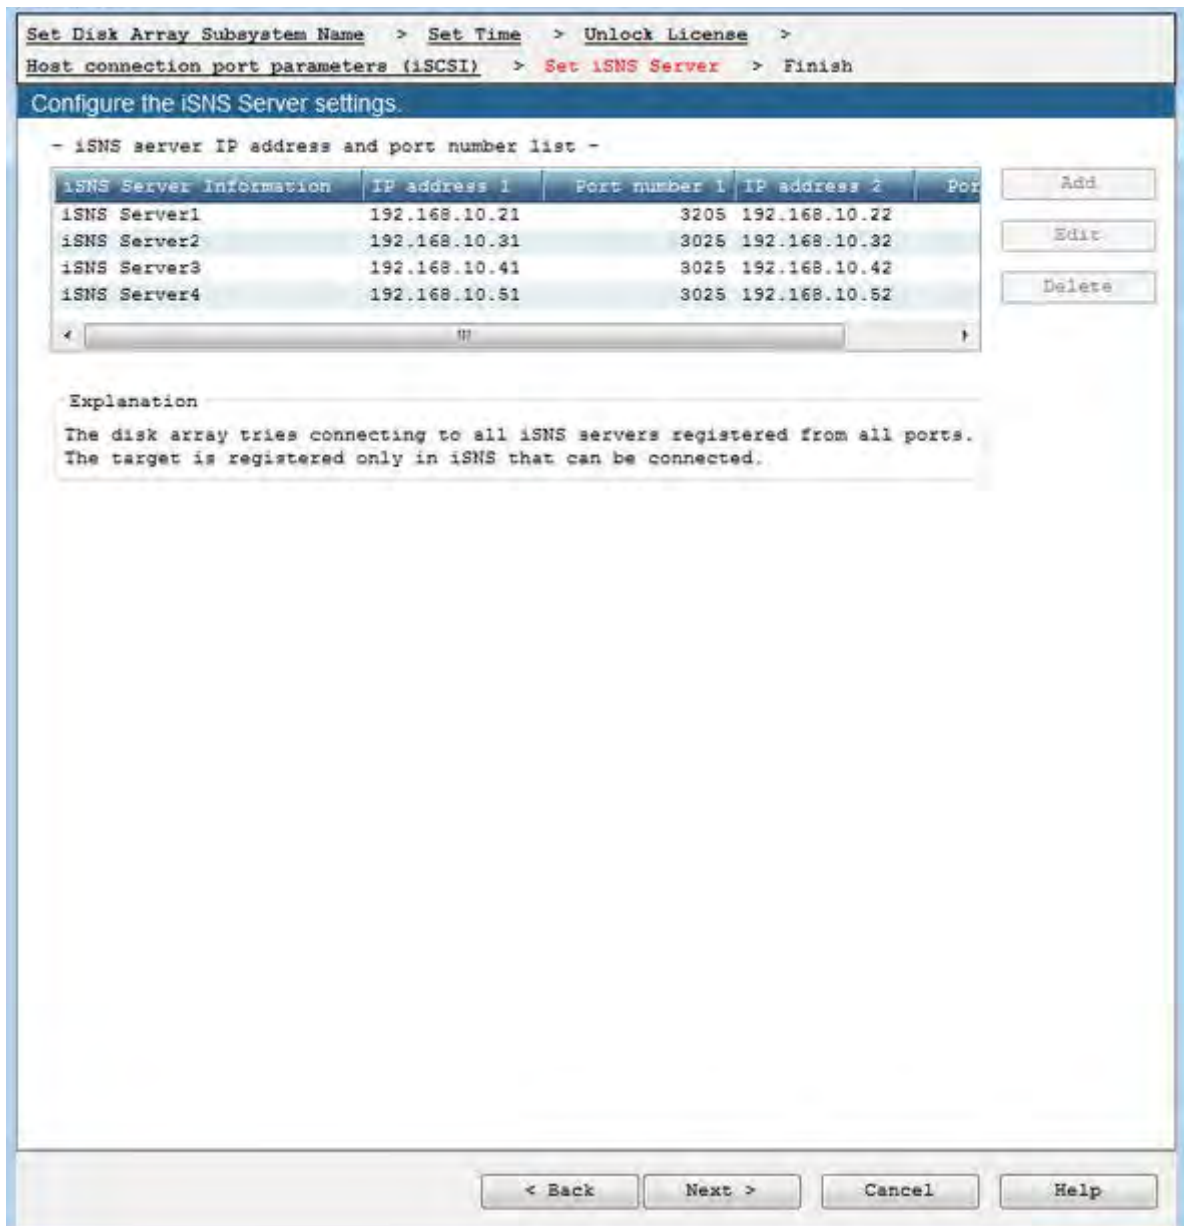 Set Disk Array Subsystem Name > Set Time > Unlock License >
Host connection port parameters (iSCSI) > Set iSNS Server > Finish
Configure the iSNS Server settings.
- iSNS server IP address and port number list -
iSNS Server Information IP address 1 Port number 1 IP address 2 Por
iSNS Server1 192.168.10.21 3205 192.168.10.22
iSNS Server2 192.168.10.31 3025 192.168.10.32
iSNS Server3 192.168.10.41 3025 192.168.10.42
iSNS Server4 192.168.10.51 3025 192.168.10.52
Add
Edit
Delete
Explanation
The disk array tries connecting to all iSNS servers registered from all ports.
The target is registered only in iSNS that can be connected.
< Back Next > Cancel Help